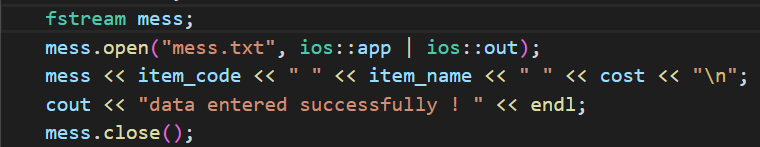 fstream mess;
mess.open("mess.txt", ios::app | ios::out);
mess << item_code << " " << item_name << " " << cost << "\n";
cout << "data entered successfully ! " << endl;
mess.close();